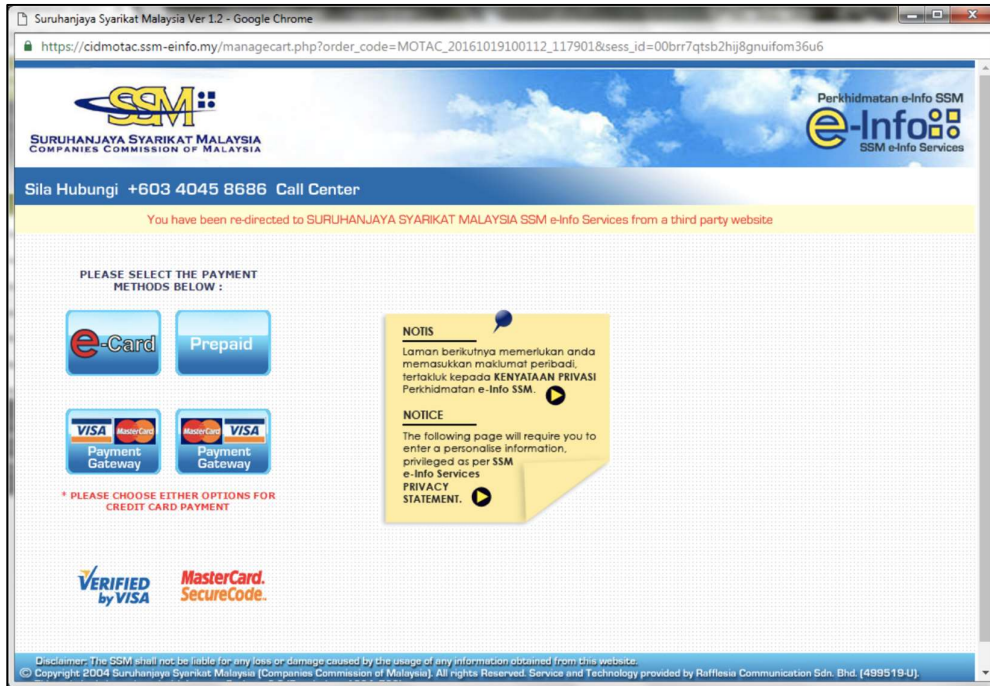 Suruhanjaya Syarikat Malaysia Ver 1.2 - Google Chrome
https://cidmotac.ssm-einfo.my/managecart.php?order_code=MOTAC_20161019100112_117901&sess_id=00brr7qtsb2hij8gnuifom36u6
SSM
SURUHANJAYA SYARIKAT MALAYSIA
COMPANIES COMMISSION OF MALAYSIA
Perkhidmatan e-Info SSM
e-Info
SSM e-Info Services
Sila Hubungi +603 4045 8686 Call Center
You have been re-directed to SURUHANJAYA SYARIKAT MALAYSIA SSM e-Info Services from a third party website
PLEASE SELECT THE PAYMENT
METHODS BELOW :
e-Card
Prepaid
VISA MasterCard
Payment
Gateway
MasterCard VISA
Payment
Gateway
* PLEASE CHOOSE EITHER OPTIONS FOR
CREDIT CARD PAYMENT
VERIFIED
by VISA
MasterCard.
SecureCode.
NOTIS
Laman berikutnya memerlukan anda
memasukkan maklumat peribadi,
tertakluk kepada KENYATAAN PRIVASI
Perkhidmatan e-Info SSM.
NOTICE
The following page will require you to
enter a personalise information,
privileged as per SSM
e-Info Services
PRIVACY
STATEMENT.
Disclaimer: The SSM shall not be liable for any loss or damage caused by the usage of any information obtained from this website.
© Copyright 2004 Suruhanjaya Syarikat Malaysia (Companies Commission of Malaysia). All rights Reserved. Service and Technology provided by Rafflesia Communication Sdn. Bhd. (499519-U).